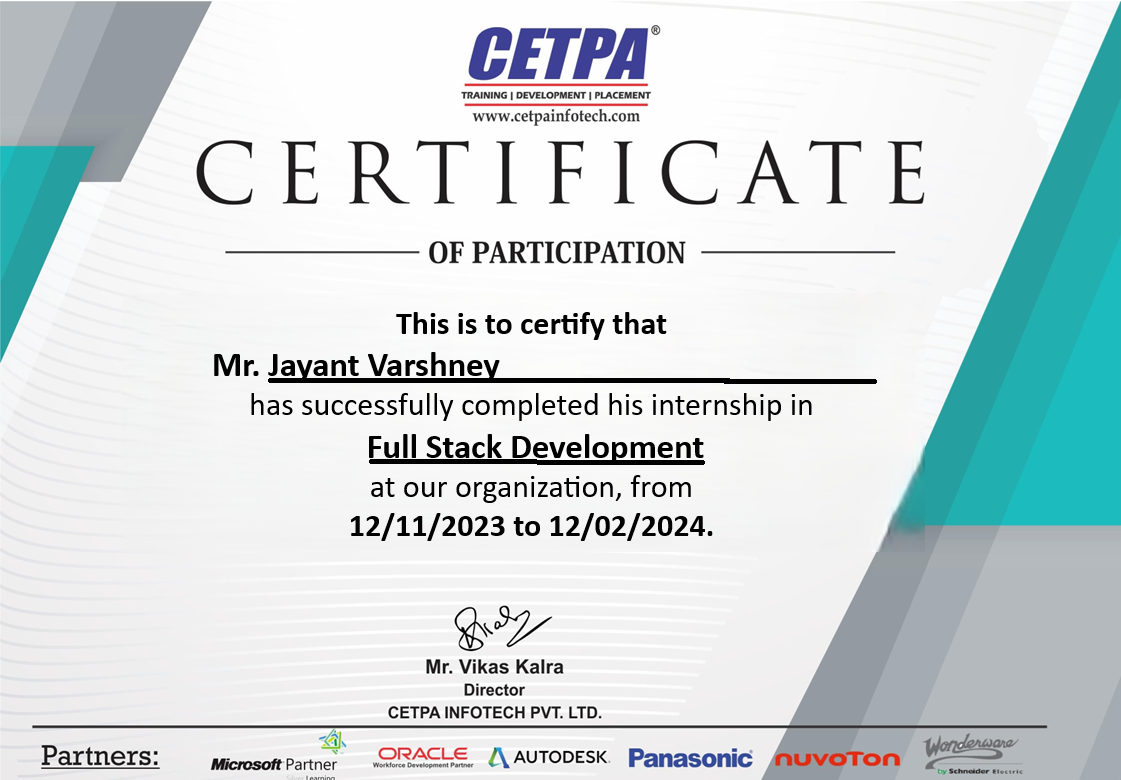 CETPA®
TRAINING | DEVELOPMENT | PLACEMENT
www.cetpainfotech.com
CERTIFICATE
OF PARTICIPATION
This is to certify that
Mr. Jayant Varshney
has successfully completed his internship in
Full Stack Development
at our organization, from
12/11/2023 to 12/02/2024.
Mr. Vikas Kalra
Director
CETPA INFOTECH PVT. LTD.
Partners:
Microsoft Partner
Silver Learning
ORACLE
Workforce Development Partner
AUTODESK
Panasonic
nuvoTon
Wonderware
by Schneider Electric